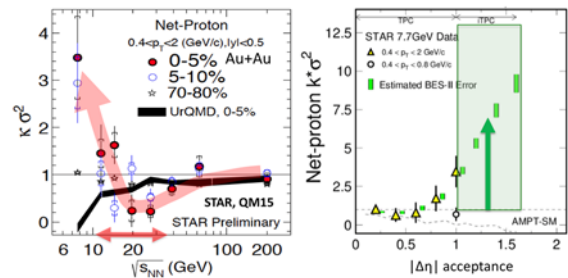 Net-Proton
0.4<pT<2 (GeV/c),|y|<0.5
0-5% Au+Au
5-10%
70-80%
UrQMD, 0-5%
STAR, QM15
STAR Preliminary
κ σ²
4
3
2
1
0
6 10 20 100 200
√sNN (GeV)
TPC iTPC
STAR 7.7GeV Data
0.4 < pT < 2 GeV/c
0.4 < pT < 0.8 GeV/c
Estimated BES-II Error
AMPT-SM
Net-proton k*σ²
12.5
10
7.5
5
2.5
1
0
0 0.5 1 1.5 2
|Δη| acceptance